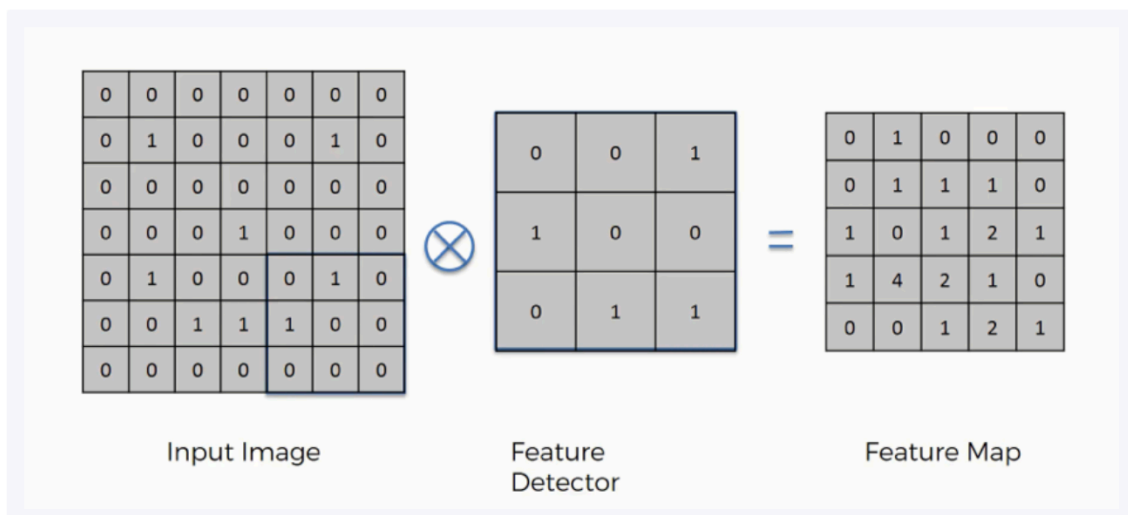 0 0 0 0 0 0 0
0 1 0 0 0 1 0
0 0 0 0 0 0 0
0 0 0 1 0 0 0
0 1 0 0 0 1 0
0 0 1 1 1 0 0
0 0 0 0 0 0 0
Input Image
0 0 1
1 0 0
0 1 1
Feature
Detector
=
0 1 0 0 0
0 1 1 1 0
1 0 1 2 1
1 4 2 1 0
0 0 1 2 1
Feature Map